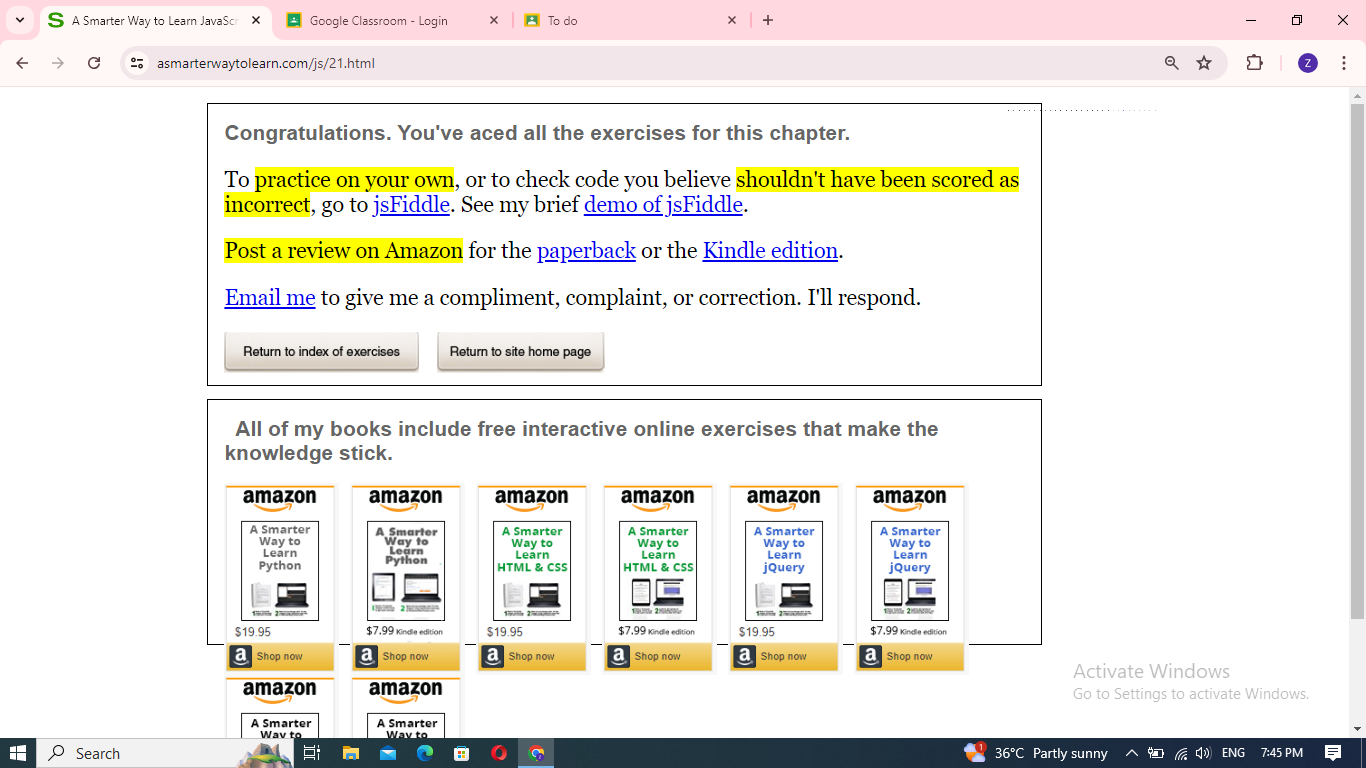 A Smarter Way to Learn JavaScr
Google Classroom - Login
To do
asmarterwaytolearn.com/js/21.html
Z
Congratulations. You've aced all the exercises for this chapter.
To practice on your own, or to check code you believe shouldn't have been scored as
incorrect, go to jsFiddle. See my brief demo of jsFiddle.
Post a review on Amazon for the paperback or the Kindle edition.
Email me to give me a compliment, complaint, or correction. I'll respond.
Return to index of exercises
Return to site home page
All of my books include free interactive online exercises that make the
knowledge stick.
amazon
A Smarter
Way to
Learn
Python
$19.95
Shop now
amazon
A Smarter
Way to
Learn
Python
$7.99 Kindle edition
Shop now
amazon
A Smarter
Way to
Learn
HTML & CSS
$19.95
Shop now
amazon
A Smarter
Way to
Learn
HTML & CSS
$7.99 Kindle edition
Shop now
amazon
A Smarter
Way to
Learn
jQuery
$19.95
Shop now
amazon
A Smarter
Way to
Learn
jQuery
$7.99 Kindle edition
Shop now
amazon
A Smarter
Way to
amazon
A Smarter
Way to
Activate Windows
Go to Settings to activate Windows.
Search
1
36°C Partly sunny
ENG
7:45 PM